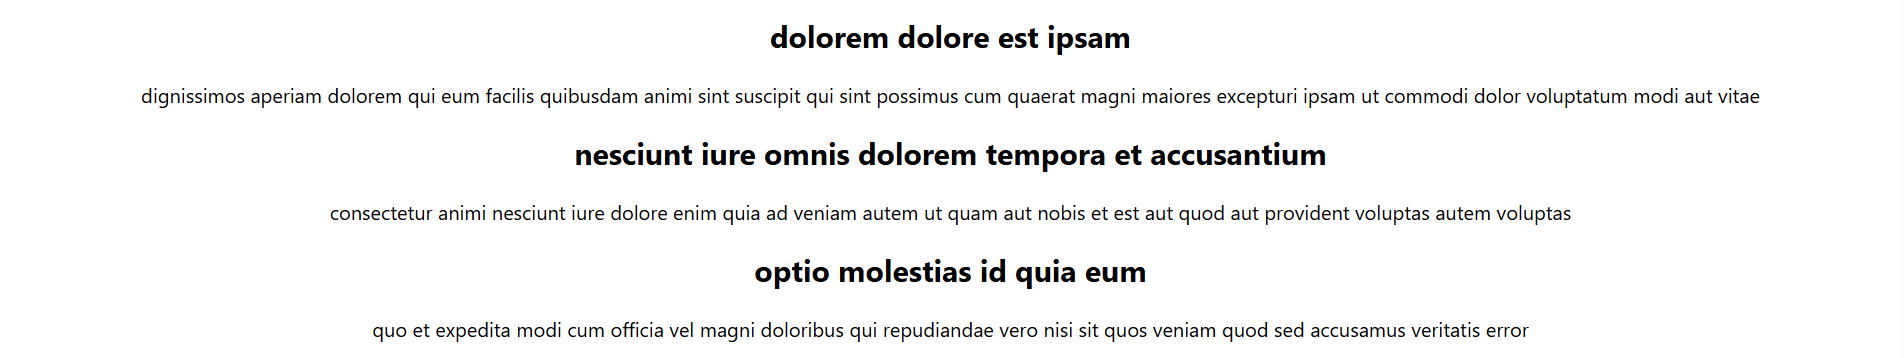 dolorem dolore est ipsam
dignissimos aperiam dolorem qui eum facilis quibusdam animi sint suscipit qui sint possimus cum quaerat magni maiores excepturi ipsam ut commodi dolor voluptatum modi aut vitae
nesciunt iure omnis dolorem tempora et accusantium
consectetur animi nesciunt iure dolore enim quia ad veniam autem ut quam aut nobis et est aut quod aut provident voluptas autem voluptas
optio molestias id quia eum
quo et expedita modi cum officia vel magni doloribus qui repudiandae vero nisi sit quos veniam quod sed accusamus veritatis error